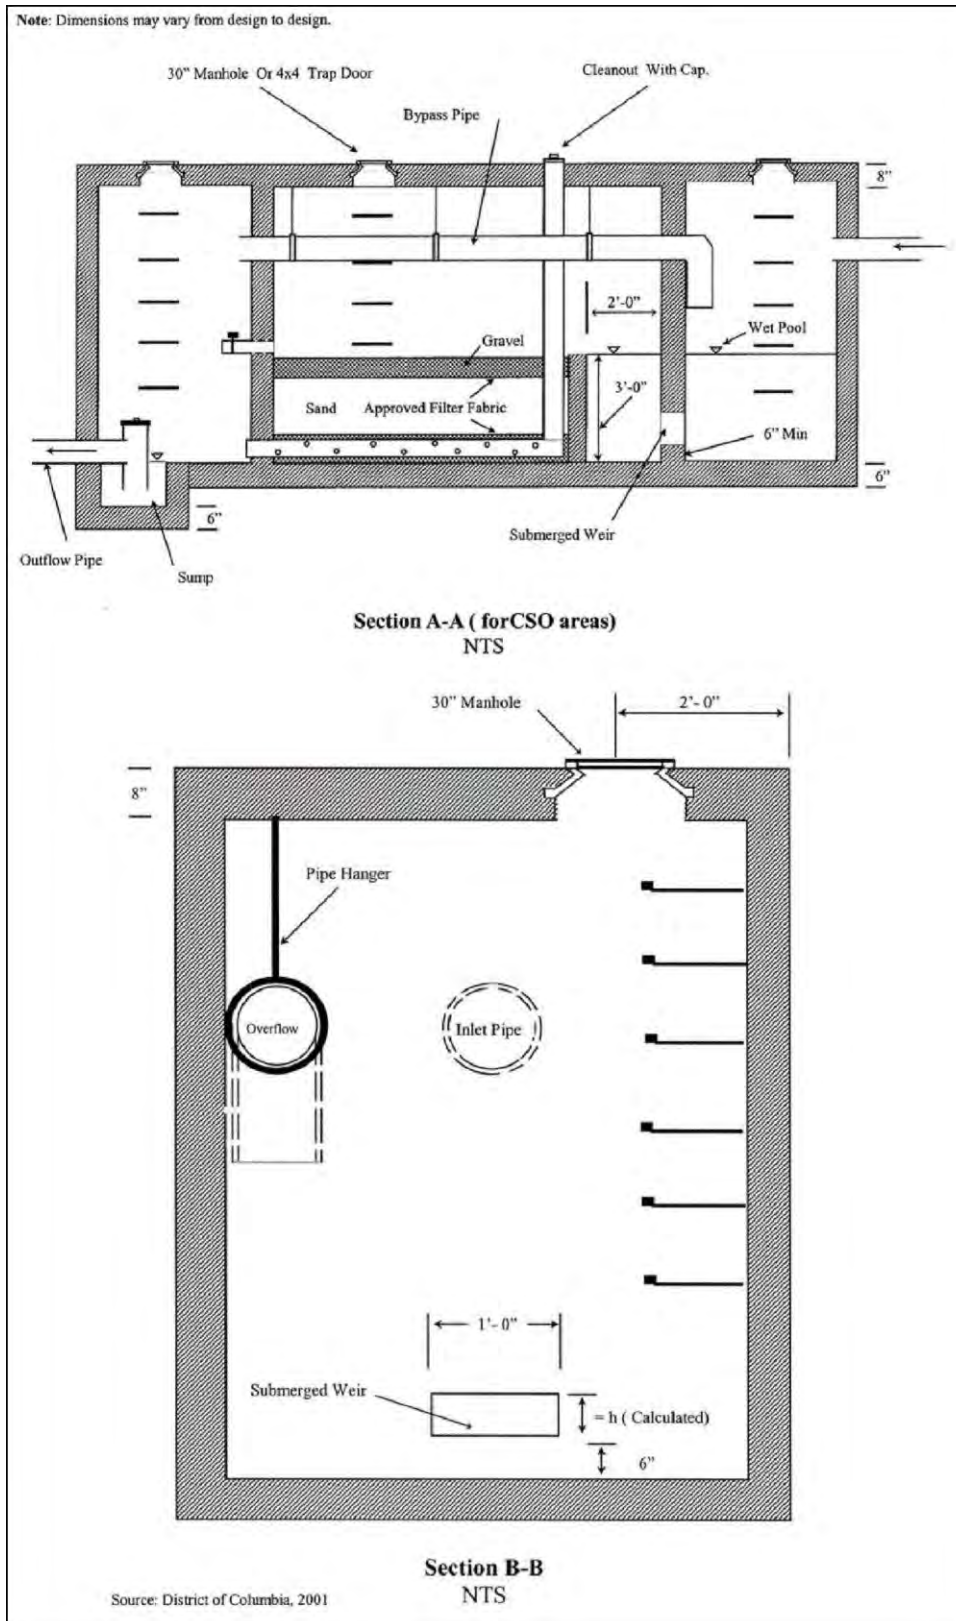 Note: Dimensions may vary from design to design.
30” Manhole Or 4x4 Trap Door
Cleanout With Cap.
Bypass Pipe
8”
2’-0”
Wet Pool
Gravel
3’-0”
Sand Approved Filter Fabric
6” Min
6”
6”
Submerged Weir
Outflow Pipe
Sump
Section A-A ( forCSO areas)
NTS
30” Manhole
2’- 0”
8”
Pipe Hanger
Overflow
Inlet Pipe
1’- 0”
Submerged Weir
= h ( Calculated)
6”
Section B-B
NTS
Source: District of Columbia, 2001